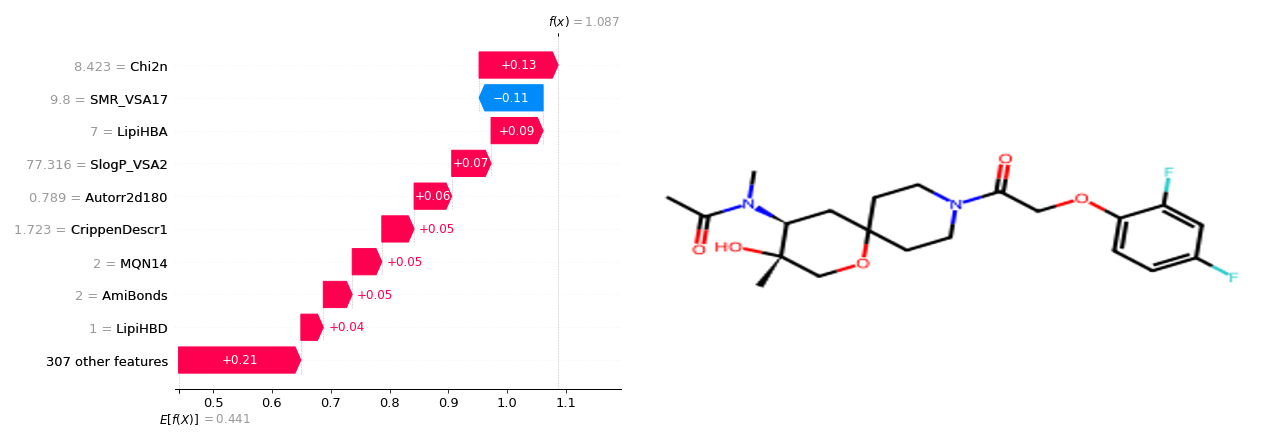 f(x) = 1.087
8.423 = Chi2n
+0.13
9.8 = SMR_VSA17
−0.11
7 = LipiHBA
+0.09
77.316 = SlogP_VSA2
+0.07
0.789 = Autorr2d180
+0.06
1.723 = CrippenDescr1
+0.05
2 = MQN14
+0.05
2 = AmiBonds
+0.05
1 = LipiHBD
+0.04
307 other features
+0.21
0.5 0.6 0.7 0.8 0.9 1.0 1.1
E[f(X)] = 0.441
O
F
N
N
O
HO
O
O
F